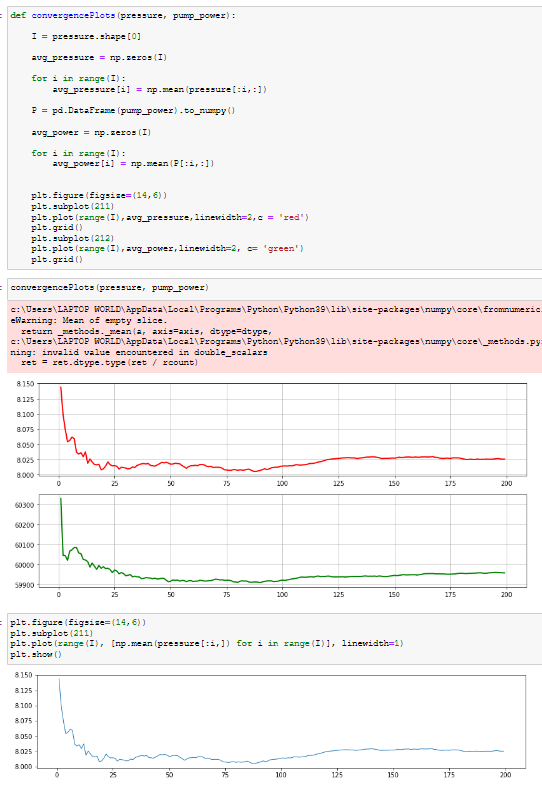 : def convergencePlots(pressure, pump_power):
I = pressure.shape[0]
avg_pressure = np.zeros(I)
for i in range(I):
avg_pressure[i] = np.mean(pressure[:i,:])
P = pd.DataFrame(pump_power).to_numpy()
avg_power = np.zeros(I)
for i in range(I):
avg_power[i] = np.mean(P[:i,:])
plt.figure(figsize=(14,6))
plt.subplot(211)
plt.plot(range(I),avg_pressure,linewidth=2,c = 'red')
plt.grid()
plt.subplot(212)
plt.plot(range(I),avg_power,linewidth=2, c= 'green')
plt.grid()
: convergencePlots(pressure, pump_power)
c:\Users\LAPTOP WORLD\AppData\Local\Programs\Python\Python39\lib\site-packages\numpy\core\fromnumeric.
eWarning: Mean of empty slice.
return _methods._mean(a, axis=axis, dtype=dtype,
c:\Users\LAPTOP WORLD\AppData\Local\Programs\Python\Python39\lib\site-packages\numpy\core\_methods.py:
ning: invalid value encountered in double_scalars
ret = ret.dtype.type(ret / rcount)
8.150
8.125
8.100
8.075
8.050
8.025
8.000
0 25 50 75 100 125 150 175 200
60300
60200
60100
60000
59900
0 25 50 75 100 125 150 175 200
: plt.figure(figsize=(14,6))
plt.subplot(211)
plt.plot(range(I), [np.mean(pressure[:i,]) for i in range(I)], linewidth=1)
plt.show()
8.150
8.125
8.100
8.075
8.050
8.025
8.000
0 25 50 75 100 125 150 175 200